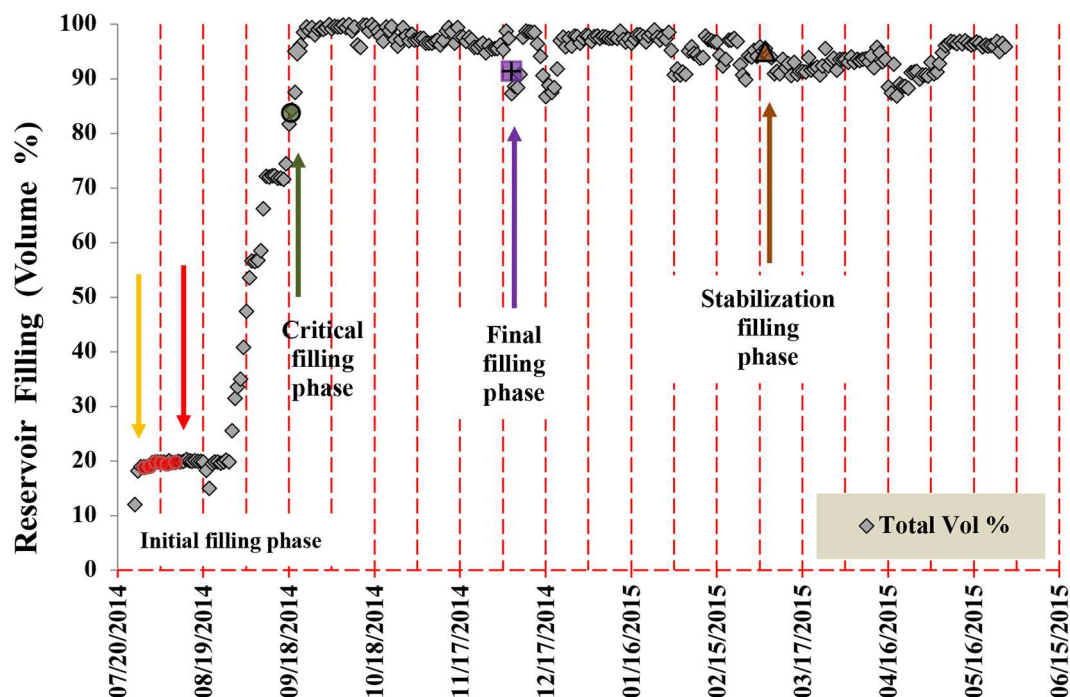 Reservoir Filling (Volume %)
100
90
80
70
60
50
40
30
20
10
0
Critical
filling
phase
Final
filling
phase
Stabilization
filling
phase
Initial filling phase
Total Vol %
07/20/2014
08/19/2014
09/18/2014
10/18/2014
11/17/2014
12/17/2014
01/16/2015
02/15/2015
03/17/2015
04/16/2015
05/16/2015
06/15/2015